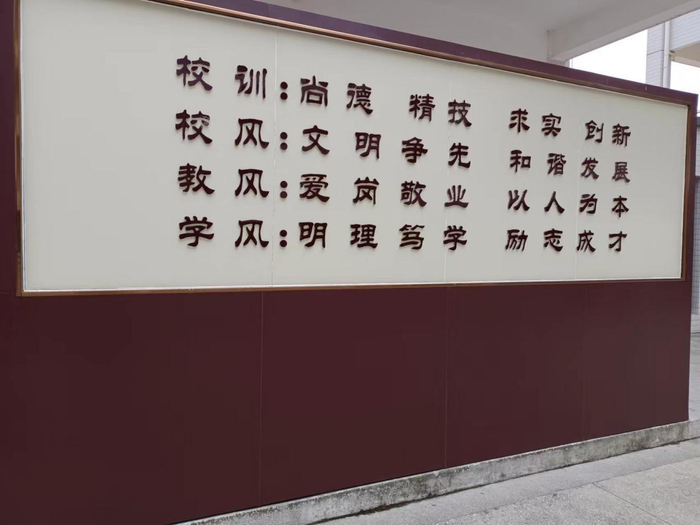 校训：尚德 精技 求实 创新
校风：文明 争先 和谐 发展
教风：爱岗 敬业 以人 为本
学风：明理 笃学 励志 成才